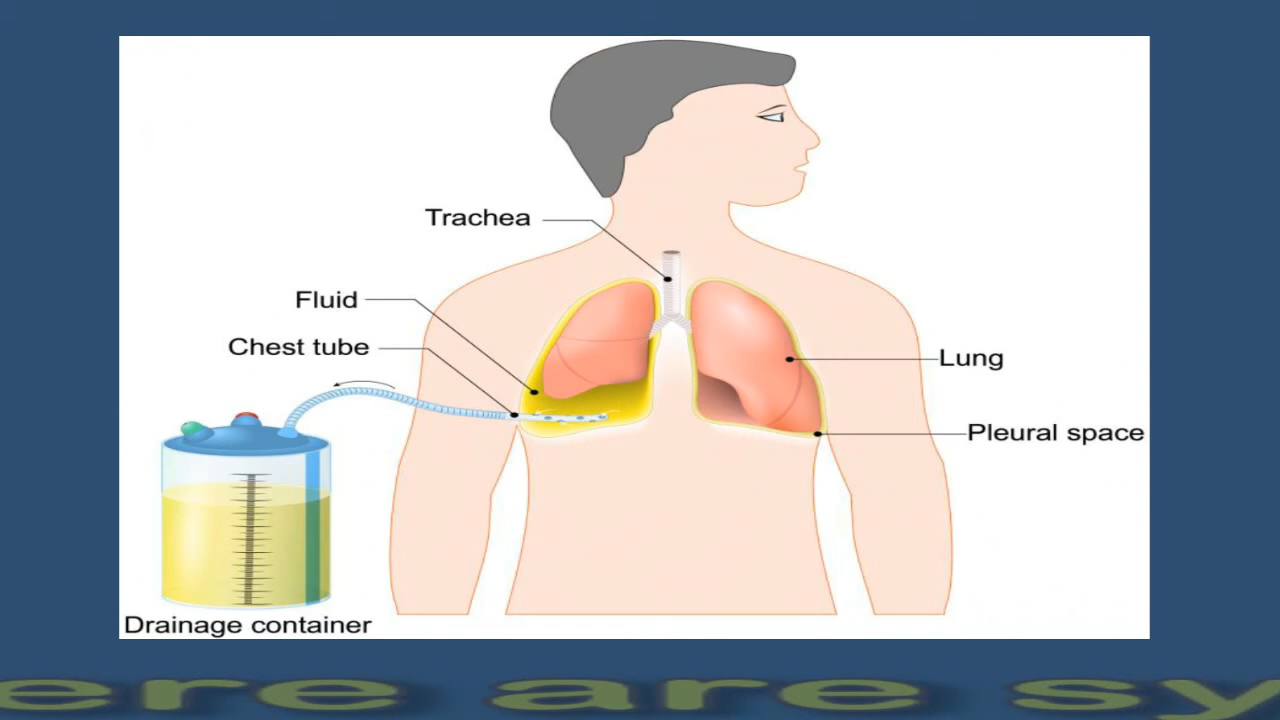 Trachea
Fluid
Chest tube
Lung
Pleural space
Drainage container
ere are sy